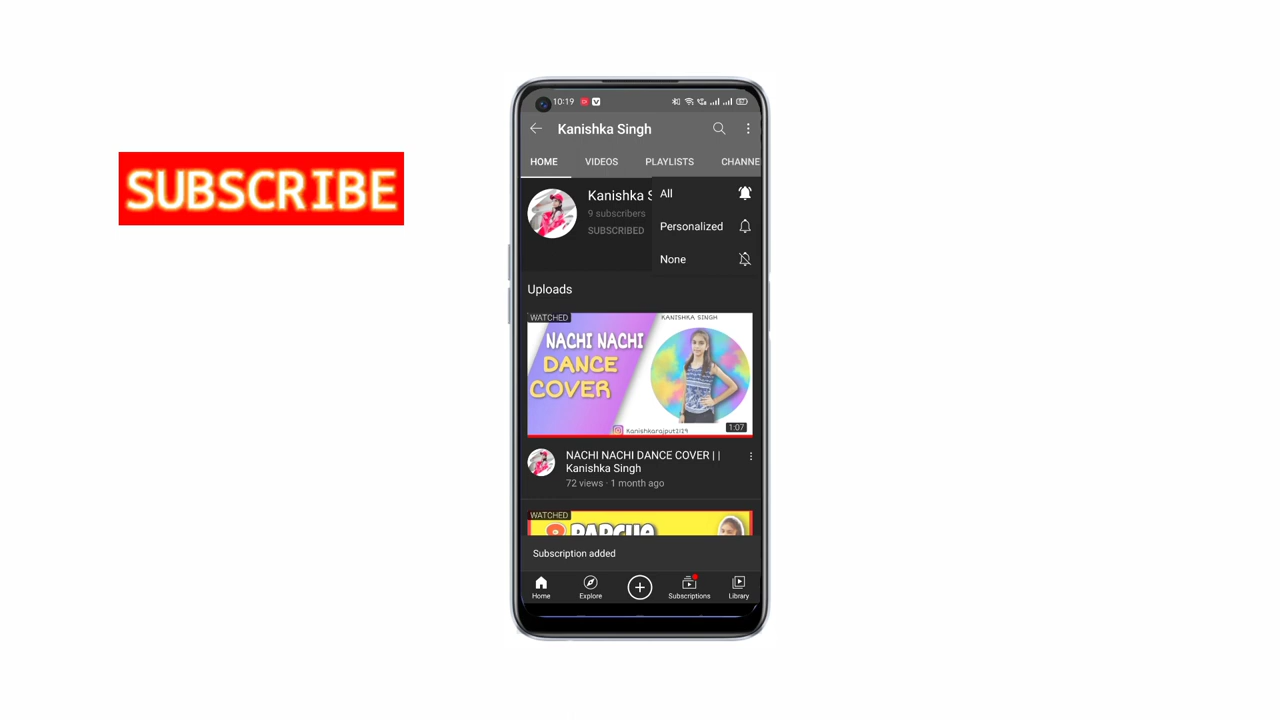 SUBSCRIBE
10:19
Kanishka Singh
HOME VIDEOS PLAYLISTS CHANNE
Kanishka S
9 subscribers
SUBSCRIBED
All
Personalized
None
Uploads
WATCHED
KANISHKA SINGH
NACHI NACHI
DANCE
COVER
Kanishkarajput2124
1:07
NACHI NACHI DANCE COVER ||
Kanishka Singh
72 views · 1 month ago
WATCHED
Subscription added
Home Explore Subscriptions Library